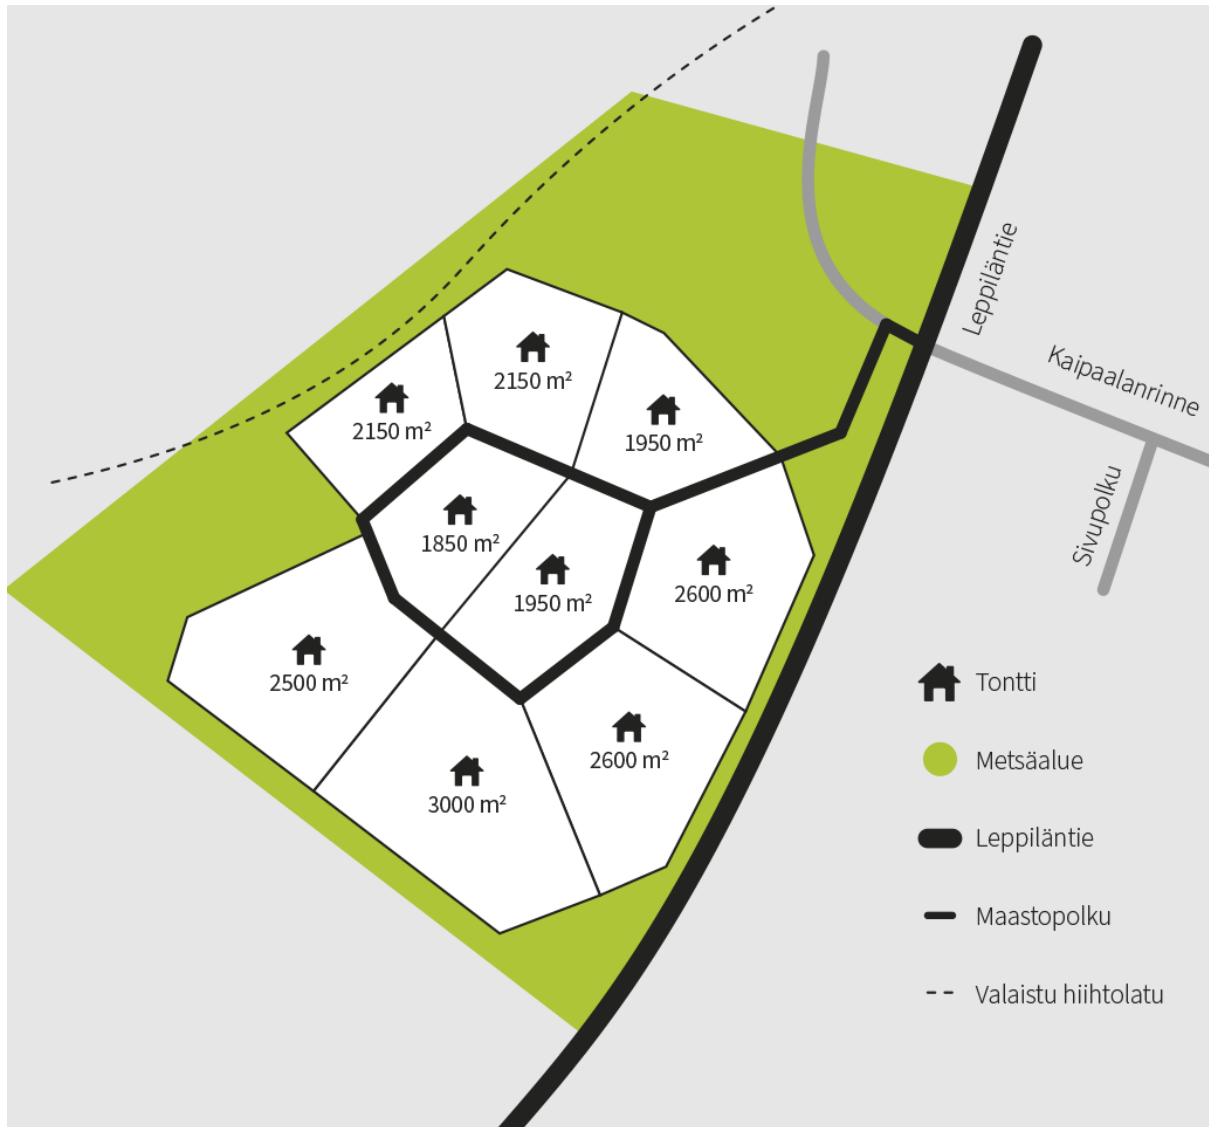 Leppiläntie
Kaipaalanrinne
Sivupolku
2150 m²
2150 m²
1950 m²
1850 m²
1950 m²
2600 m²
2500 m²
2600 m²
3000 m²
Tontti
Metsäalue
Leppiläntie
Maastopolku
Valaistu hiihtolatu